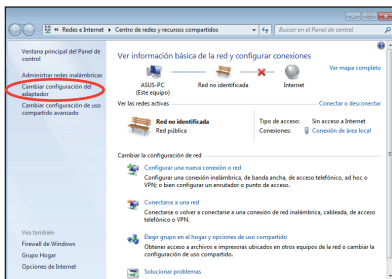 « Redes e Internet ▸ Centro de redes y recursos compartidos
Buscar en el Panel de control
Ventana principal del Panel de
control
Administrar redes inalámbricas
Cambiar configuración del
adaptador
Cambiar configuración de uso
compartido avanzado
Vea también
Firewall de Windows
Grupo Hogar
Opciones de Internet
Ver información básica de la red y configurar conexiones
Ver mapa completo
ASUS-PC
(Este equipo)
Red no identificada
Internet
Ver las redes activas
Conectar o desconectar
Red no identificada
Red pública
Tipo de acceso: Sin acceso a Internet
Conexiones: Conexión de área local
Cambiar la configuración de red
Configurar una nueva conexión o red
Configurar una conexión inalámbrica, de banda ancha, de acceso telefónico, ad hoc o
VPN; o bien configurar un enrutador o punto de acceso.
Conectarse a una red
Conectarse o volver a conectarse a una conexión de red inalámbrica, cableada, de acceso
telefónico o VPN.
Elegir grupo en el hogar y opciones de uso compartido
Obtener acceso a archivos e impresoras ubicados en otros equipos de la red o cambiar la
configuración de uso compartido.
Solucionar problemas